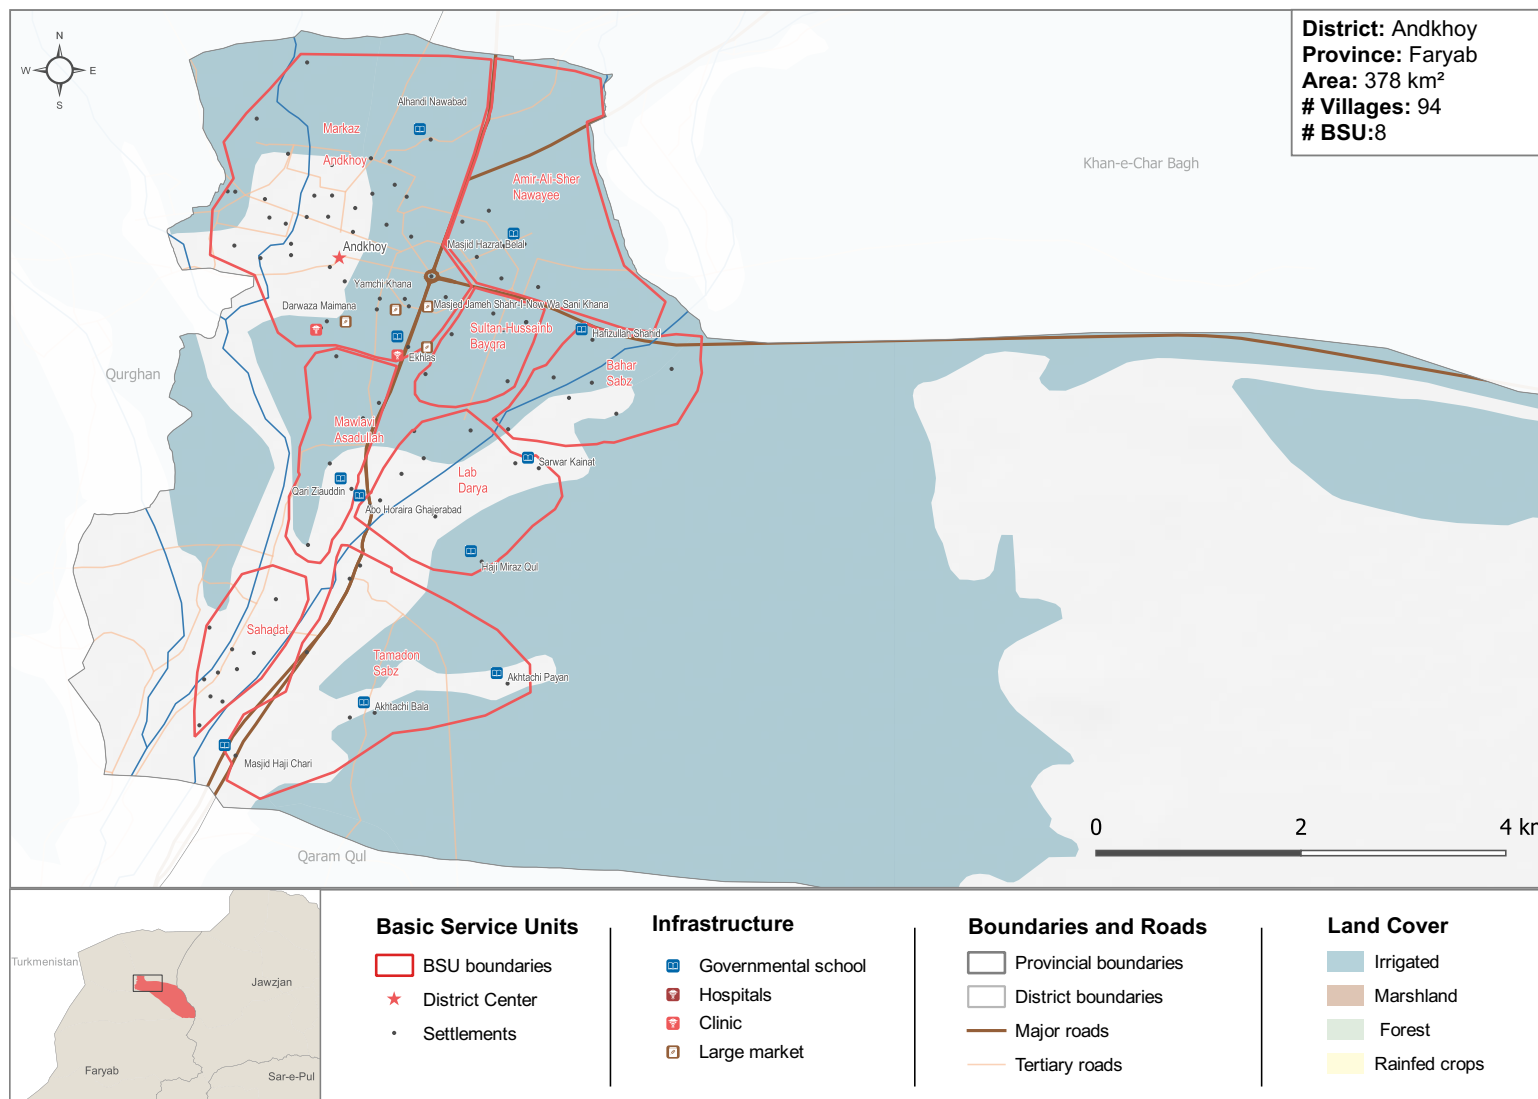 District: Andkhoy
Province: Faryab
Area: 378 km²
# Villages: 94
# BSU:8
N
W
E
S
Khan-e-Char Bagh
Alhandi Nawabad
Markaz
Andkhoy
Amir-Ali-Sher
Nawayee
Masjid Hazrat Belal
Andkhoy
Yamchi Khana
Darwaza Maimana
Masjed Jameh Shahr-I-Now Wa Sani Khana
Sultan Hussainb
Bayqra
Hafizullah Shahid
Ekhlas
Bahar
Sabz
Qurghan
Mawlavi
Asadullah
Sarwar Kainat
Lab
Darya
Qari Ziauddin
Abo Horaira Ghajerabad
Haji Miraz Qul
Sahadat
Tamadon
Sabz
Akhtachi Payan
Akhtachi Bala
Masjid Haji Chari
Qaram Qul
0
2
4 km
Turkmenistan
Jawzjan
Faryab
Sar-e-Pul
Basic Service Units
BSU boundaries
District Center
Settlements
Infrastructure
Governmental school
Hospitals
Clinic
Large market
Boundaries and Roads
Provincial boundaries
District boundaries
Major roads
Tertiary roads
Land Cover
Irrigated
Marshland
Forest
Rainfed crops